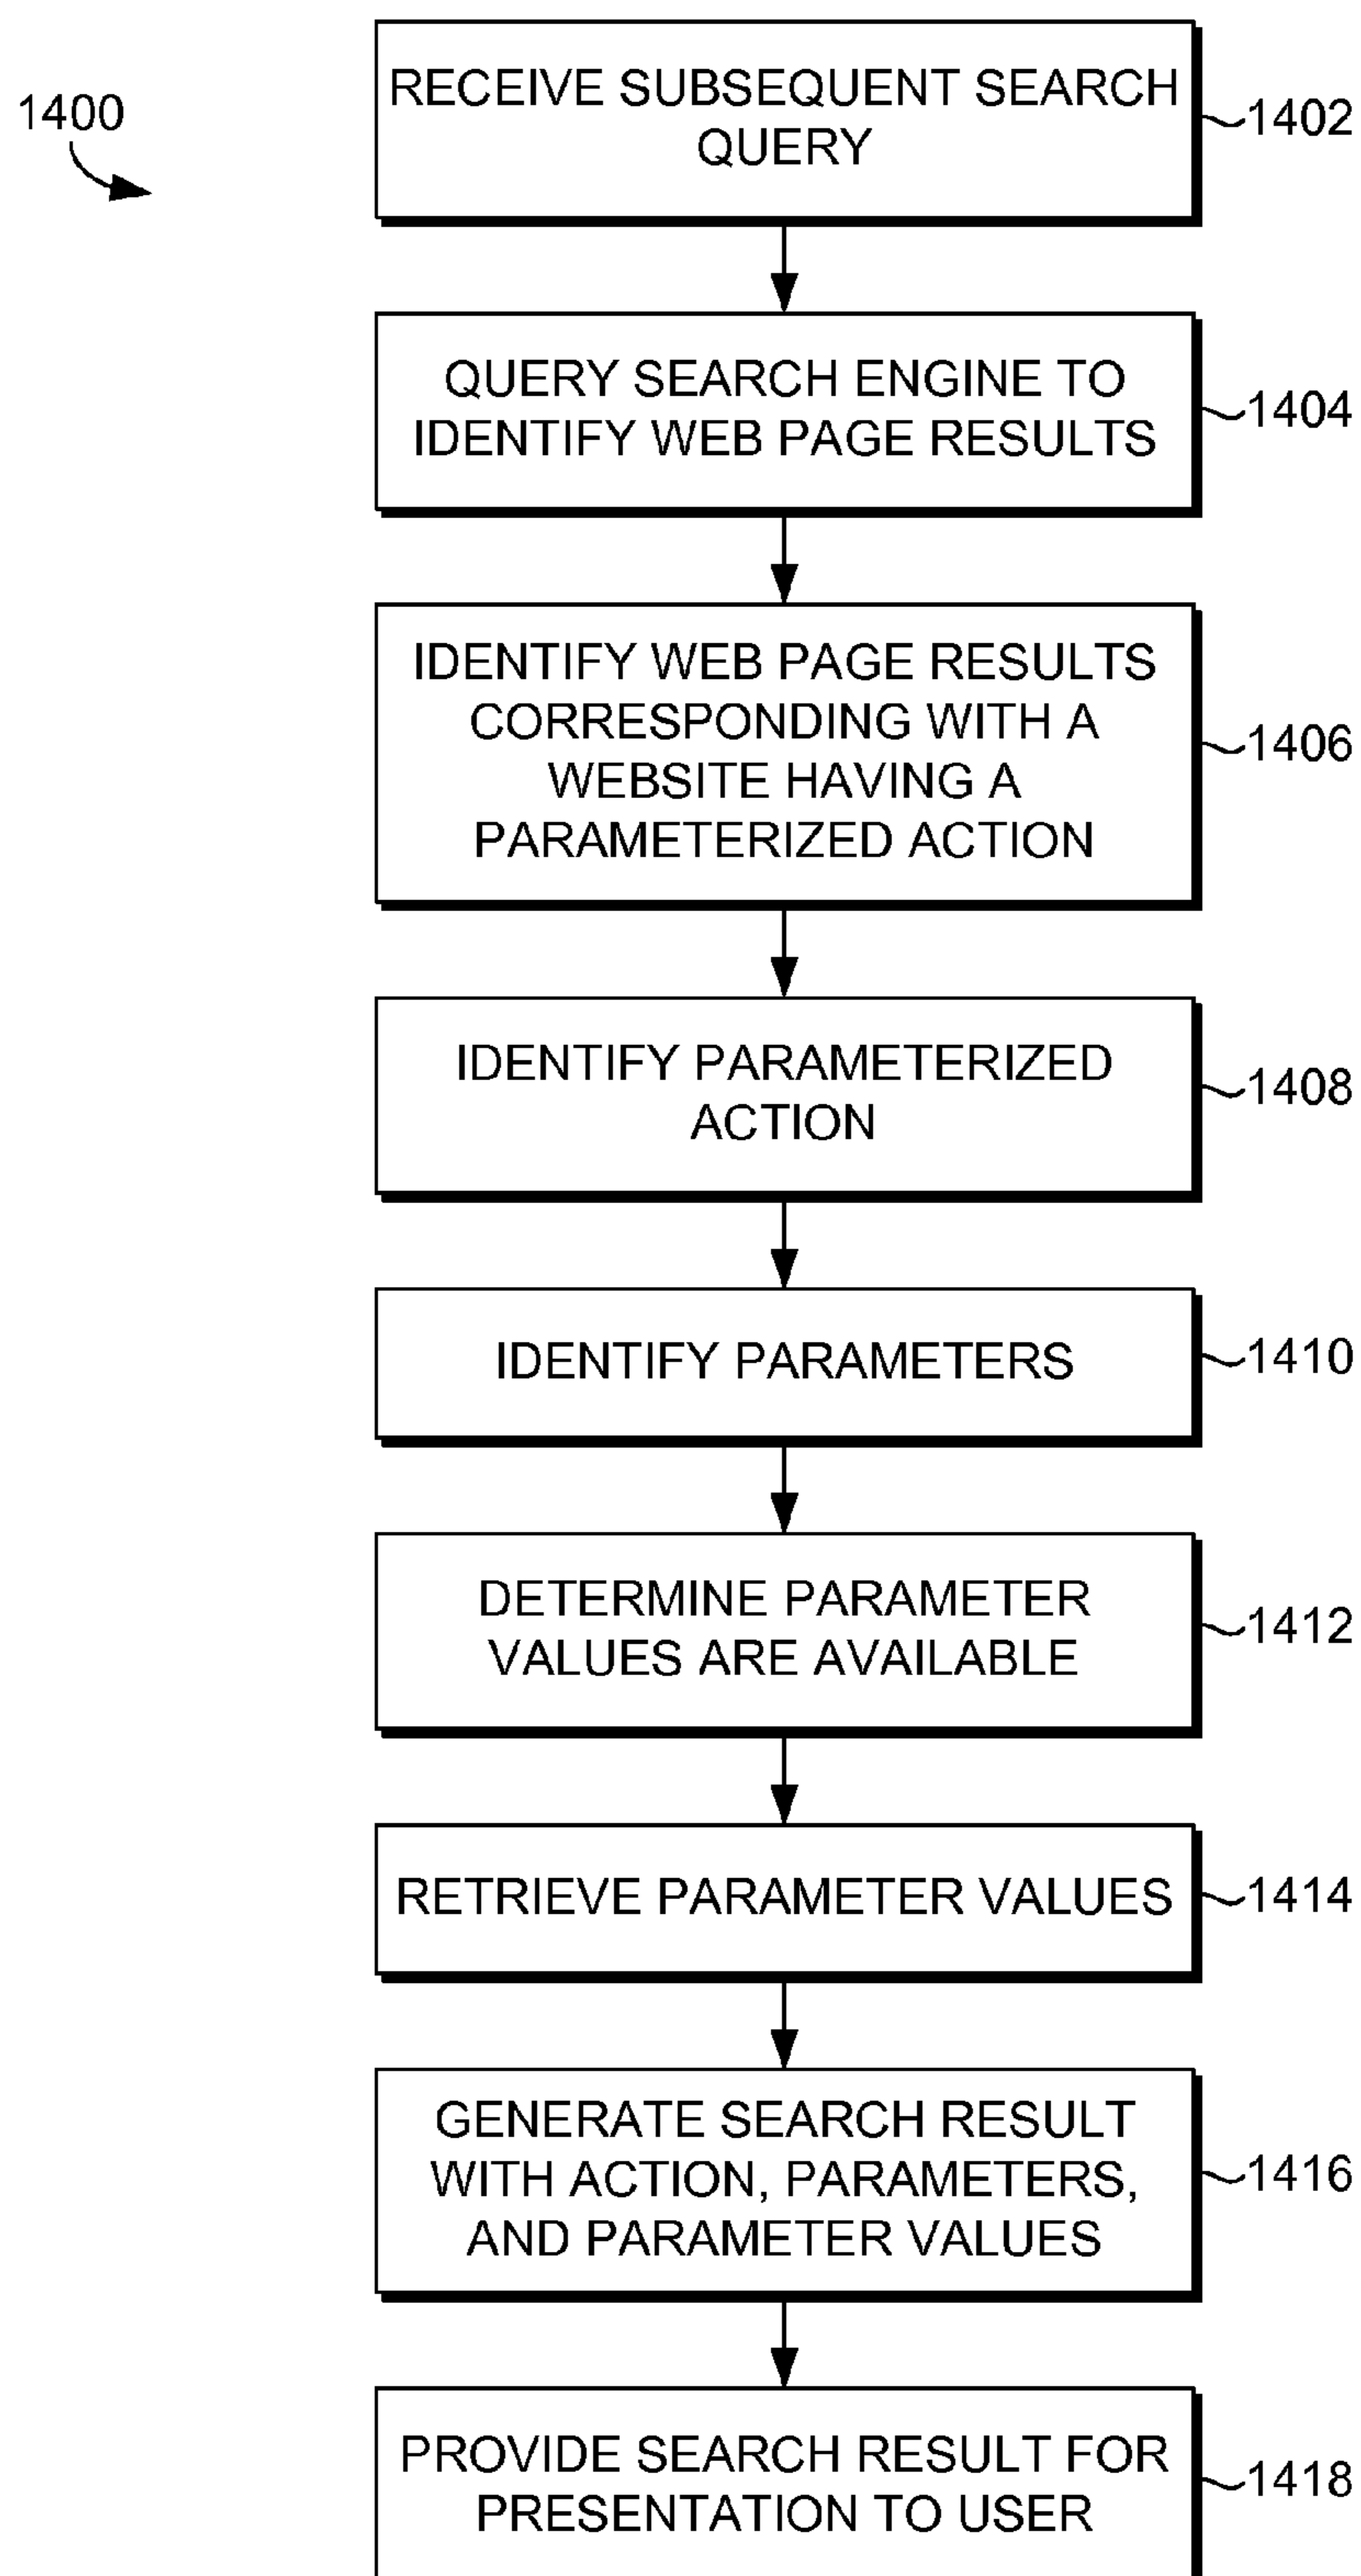 1400
RECEIVE SUBSEQUENT SEARCH
QUERY
1402
QUERY SEARCH ENGINE TO
IDENTIFY WEB PAGE RESULTS
1404
IDENTIFY WEB PAGE RESULTS
CORRESPONDING WITH A
WEBSITE HAVING A
PARAMETERIZED ACTION
1406
IDENTIFY PARAMETERIZED
ACTION
1408
IDENTIFY PARAMETERS
1410
DETERMINE PARAMETER
VALUES ARE AVAILABLE
1412
RETRIEVE PARAMETER VALUES
1414
GENERATE SEARCH RESULT
WITH ACTION, PARAMETERS,
AND PARAMETER VALUES
1416
PROVIDE SEARCH RESULT FOR
PRESENTATION TO USER
1418